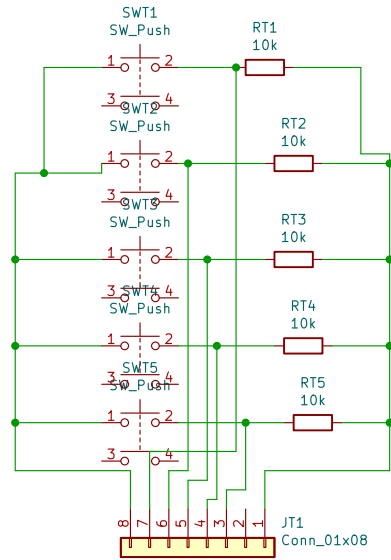 SWT1
SW_Push
1 2
3 4
RT1
10k
SWT2
SW_Push
1 2
3 4
RT2
10k
SWT3
SW_Push
1 2
3 4
RT3
10k
SWT4
SW_Push
1 2
3 4
RT4
10k
SWT5
SW_Push
1 2
3 4
RT5
10k
8 7 6 5 4 3 2 1
JT1
Conn_01x08